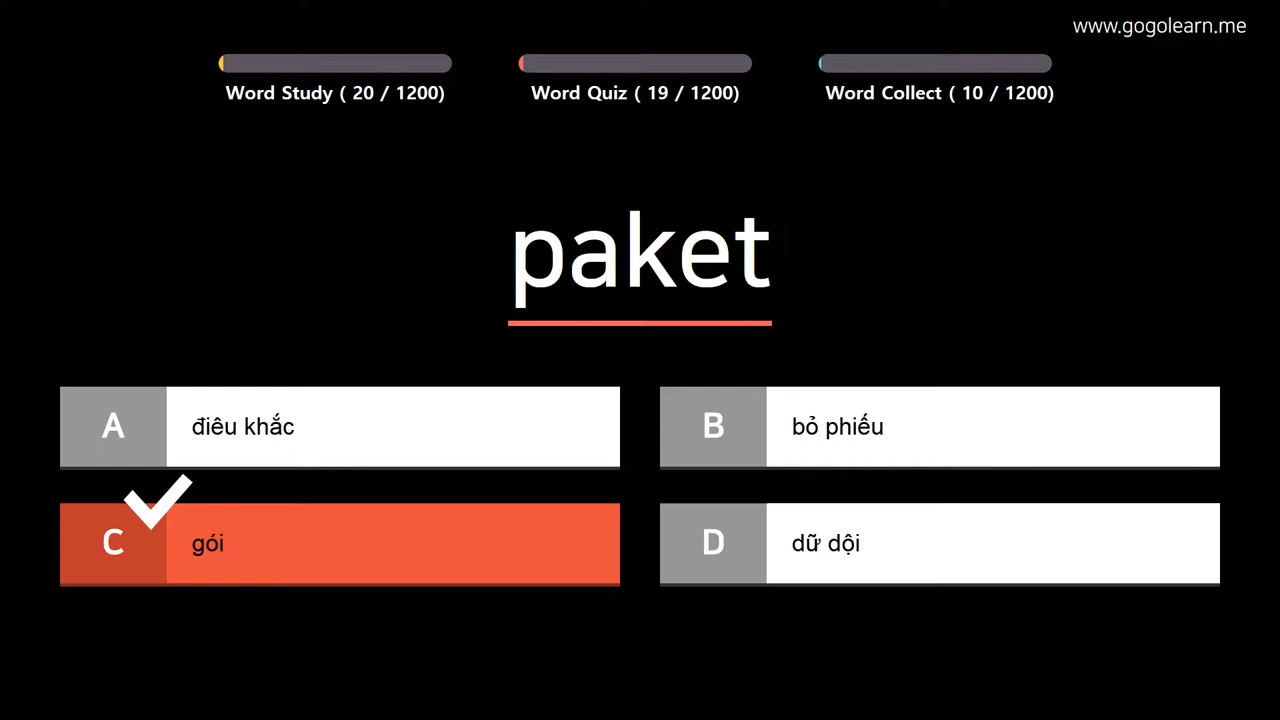 www.gogolearn.me
Word Study ( 20 / 1200)
Word Quiz ( 19 / 1200)
Word Collect ( 10 / 1200)
paket
A điêu khắc
B bỏ phiếu
C gói
D dữ dội